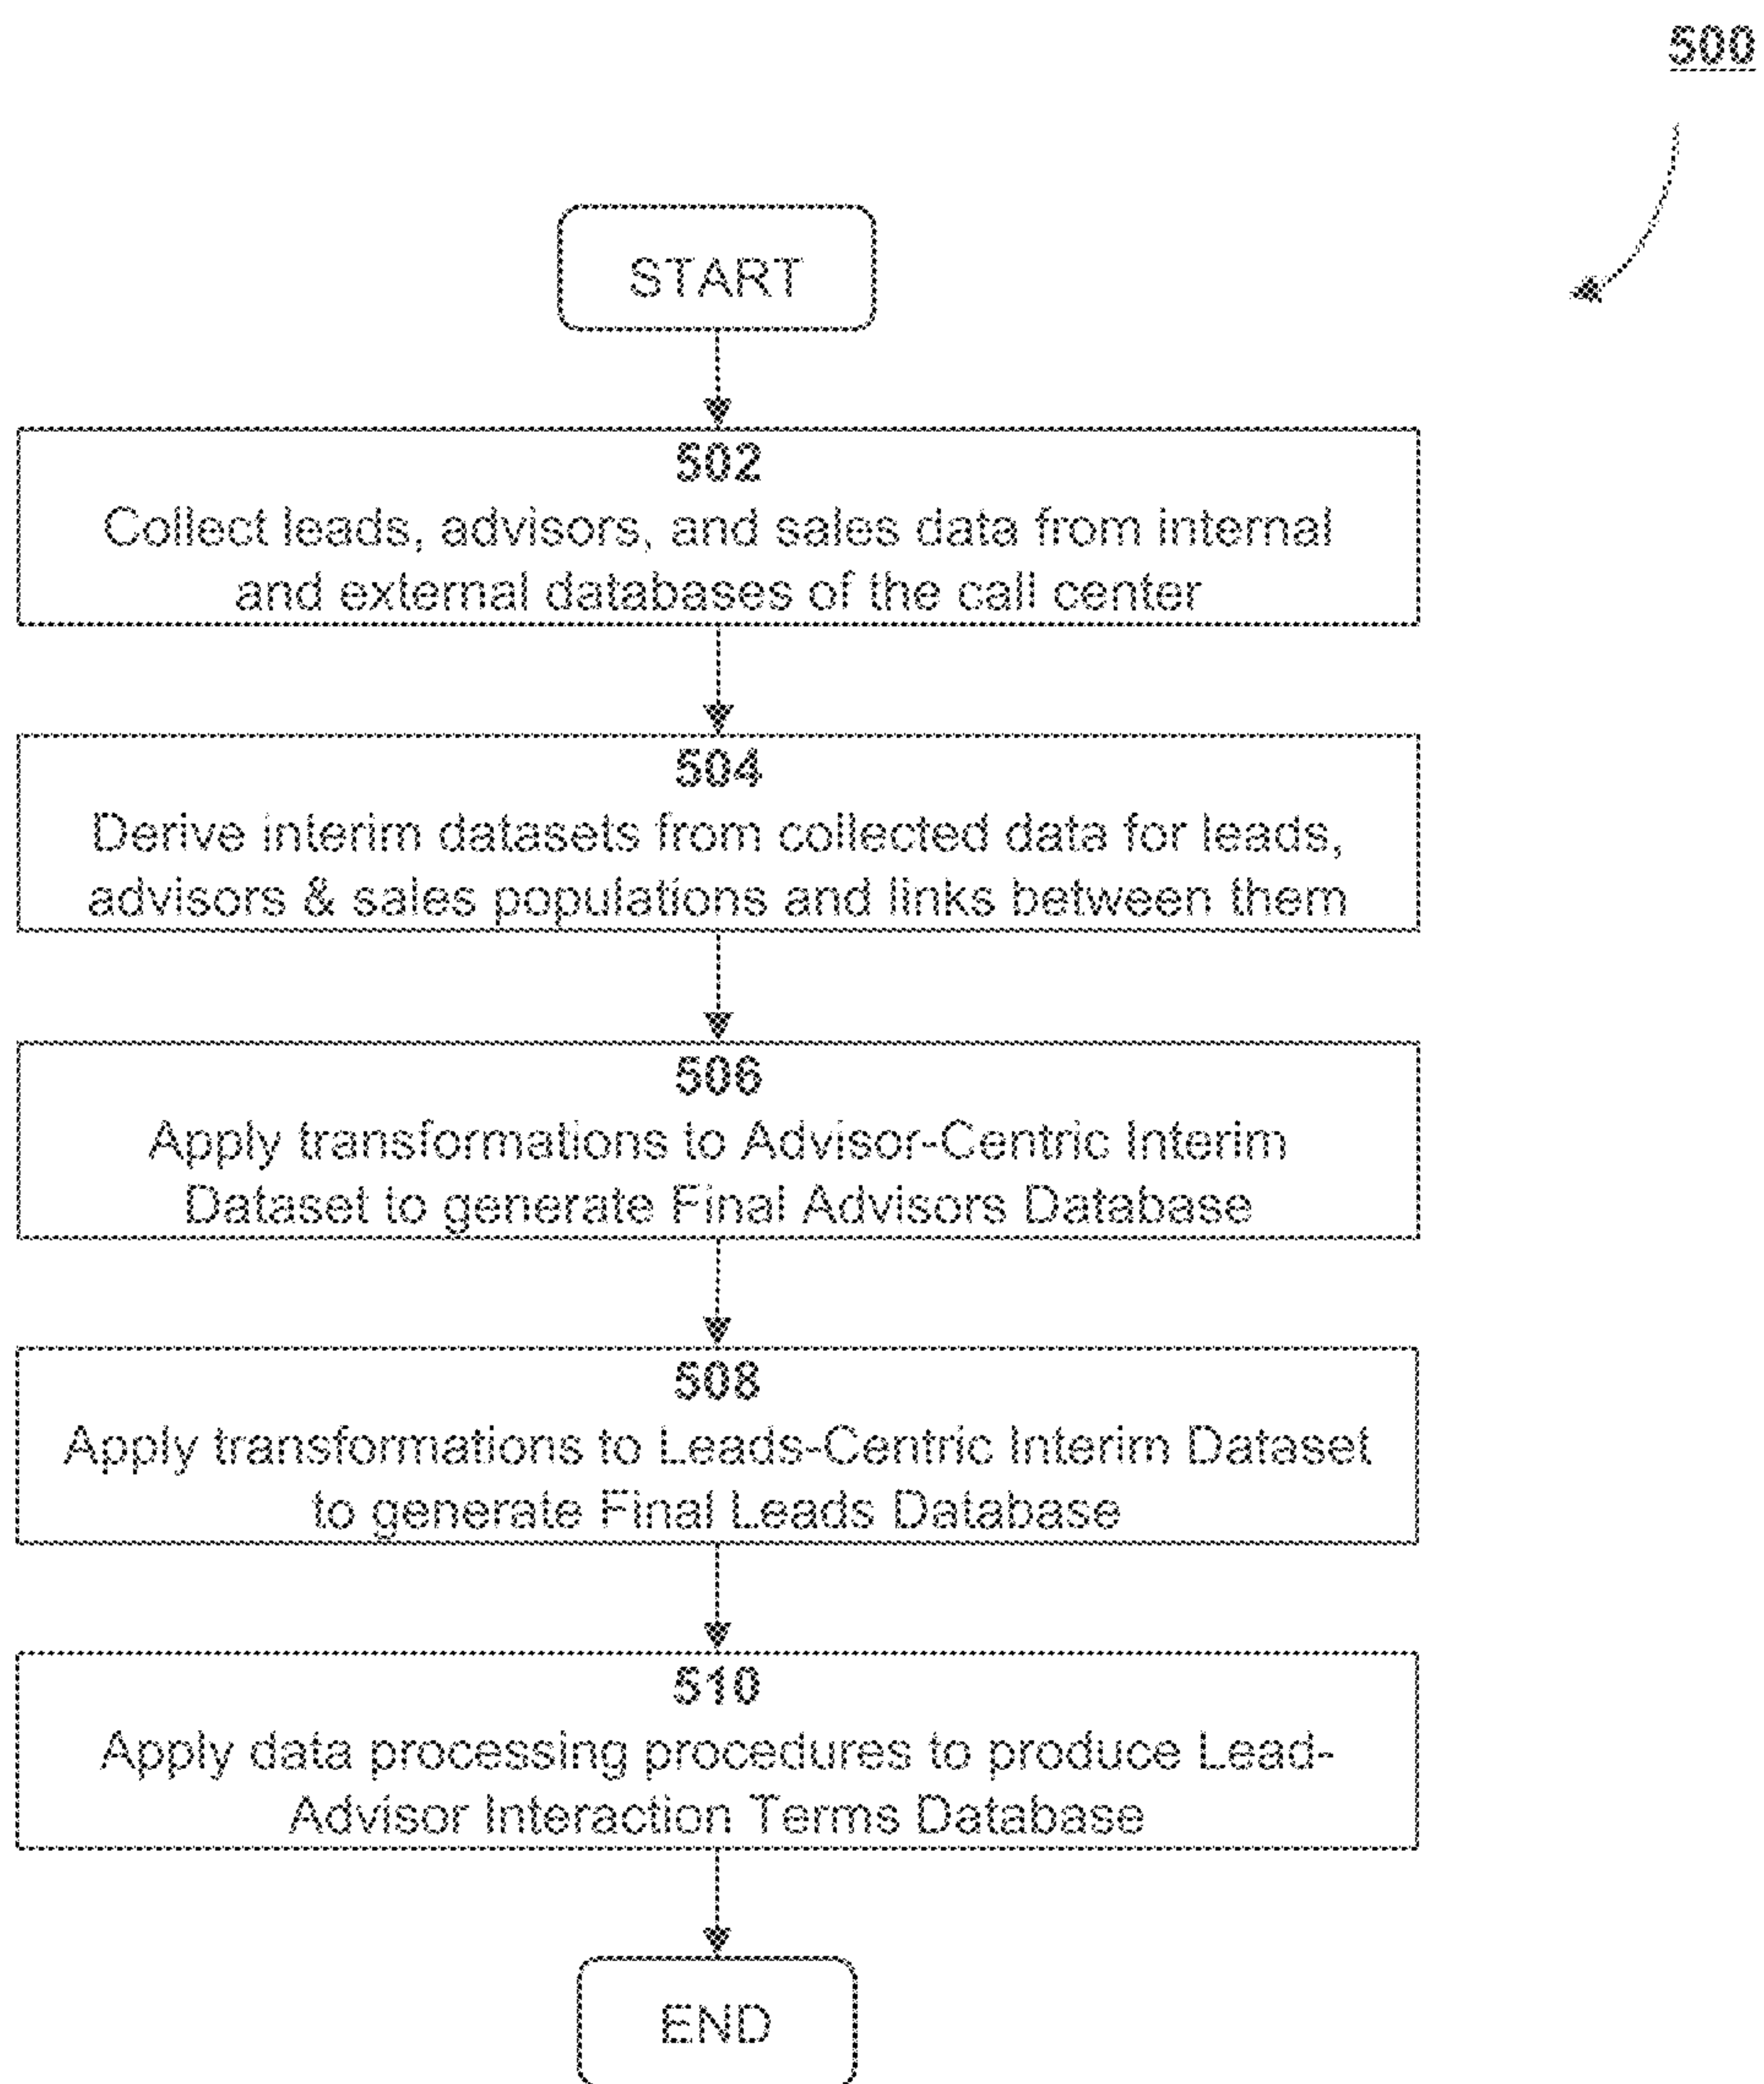 500
START
502
Collect leads, advisors, and sales data from internal
and external databases of the call center
504
Derive interim datasets from collected data for leads,
advisors & sales populations and links between them
506
Apply transformations to Advisor-Centric Interim
Dataset to generate Final Advisors Database
508
Apply transformations to Leads-Centric Interim Dataset
to generate Final Leads Database
510
Apply data processing procedures to produce Lead-
Advisor Interaction Terms Database
END